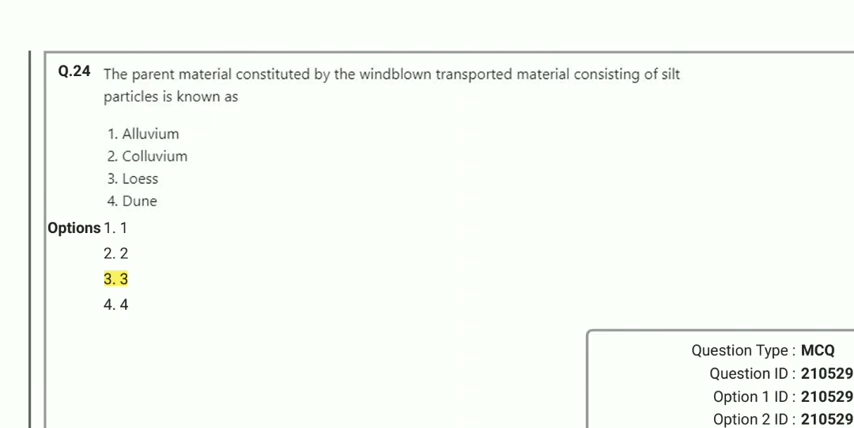 Q.24 The parent material constituted by the windblown transported material consisting of silt
particles is known as
1. Alluvium
2. Colluvium
3. Loess
4. Dune
Options 1. 1
2. 2
3. 3
4. 4
Question Type : MCQ
Question ID : 210529
Option 1 ID : 210529
Option 2 ID : 210529